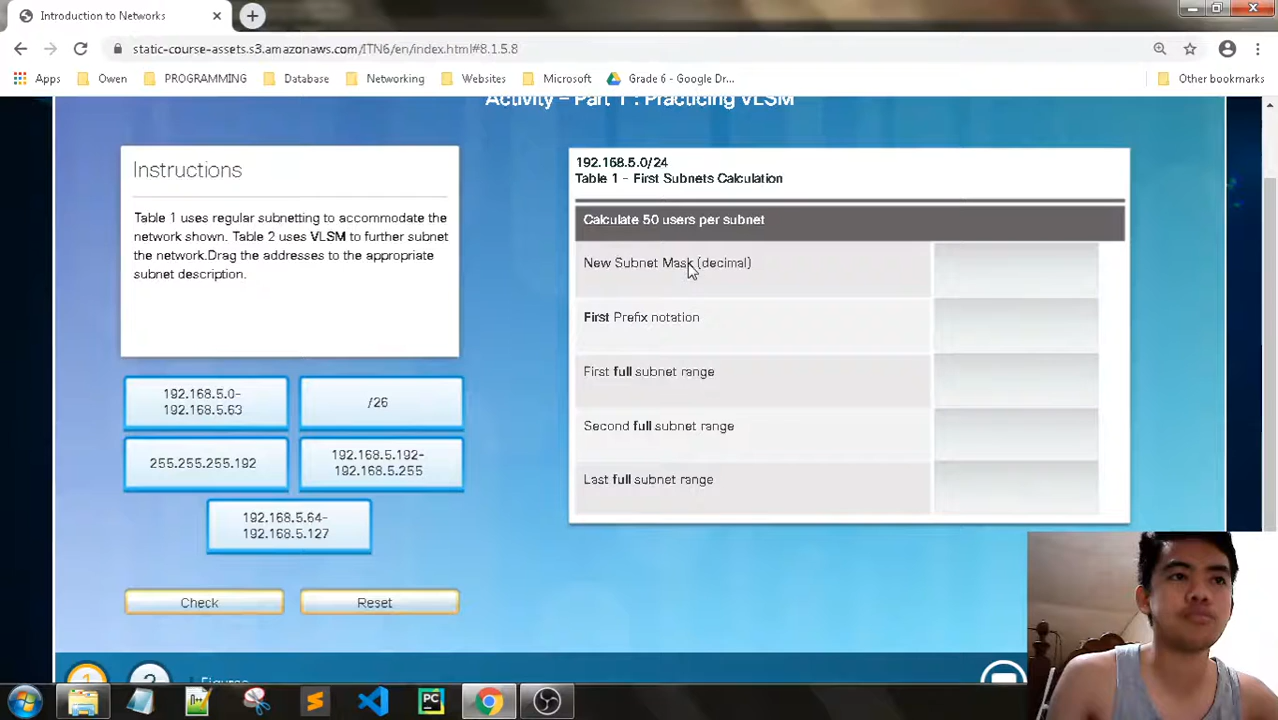 Introduction to Networks
static-course-assets.s3.amazonaws.com/ITN6/en/index.html#8.1.5.8
Apps
Owen
PROGRAMMING
Database
Networking
Websites
Microsoft
Grade 6 - Google Dr...
Other bookmarks
Activity - Part 1 : Practicing VLSM
Instructions
Table 1 uses regular subnetting to accommodate the
network shown. Table 2 uses VLSM to further subnet
the network.Drag the addresses to the appropriate
subnet description.
192.168.5.0-
192.168.5.63
/26
255.255.255.192
192.168.5.192-
192.168.5.255
192.168.5.64-
192.168.5.127
Check
Reset
192.168.5.0/24
Table 1 - First Subnets Calculation
Calculate 50 users per subnet
New Subnet Mask (decimal)
First Prefix notation
First full subnet range
Second full subnet range
Last full subnet range
1
2
Figures
PC